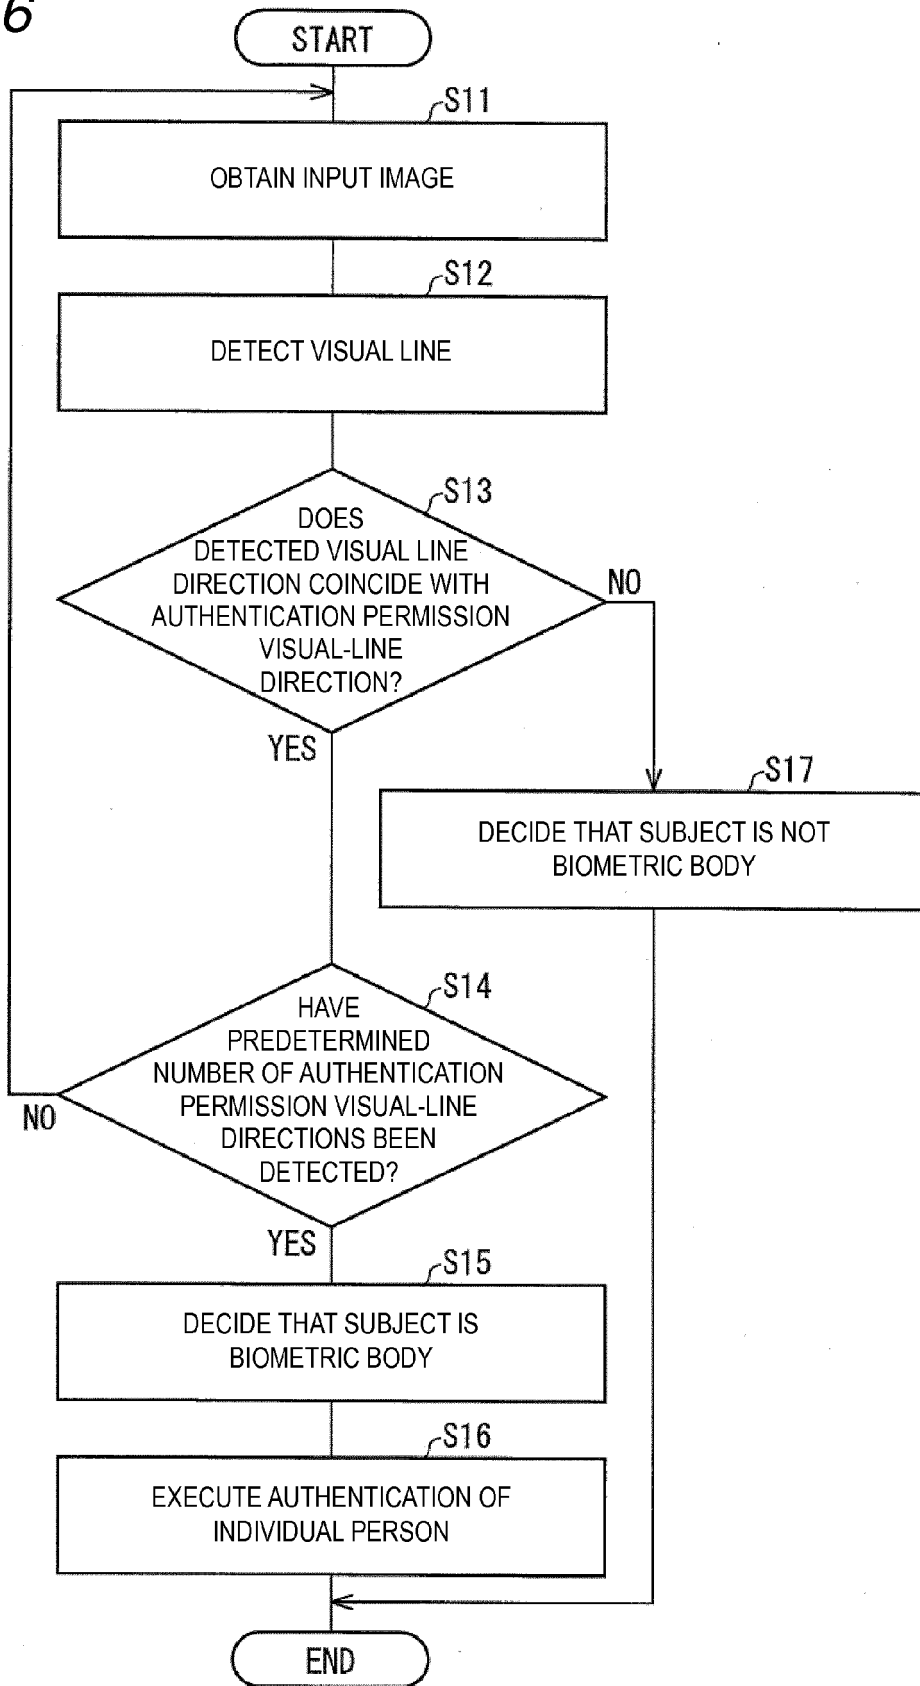 6
START
S11
OBTAIN INPUT IMAGE
S12
DETECT VISUAL LINE
S13
DOES
DETECTED VISUAL LINE
DIRECTION COINCIDE WITH
AUTHENTICATION PERMISSION
VISUAL-LINE
DIRECTION?
NO
YES
S17
DECIDE THAT SUBJECT IS NOT
BIOMETRIC BODY
S14
HAVE
PREDETERMINED
NUMBER OF AUTHENTICATION
PERMISSION VISUAL-LINE
DIRECTIONS BEEN
DETECTED?
NO
YES
S15
DECIDE THAT SUBJECT IS
BIOMETRIC BODY
S16
EXECUTE AUTHENTICATION OF
INDIVIDUAL PERSON
END